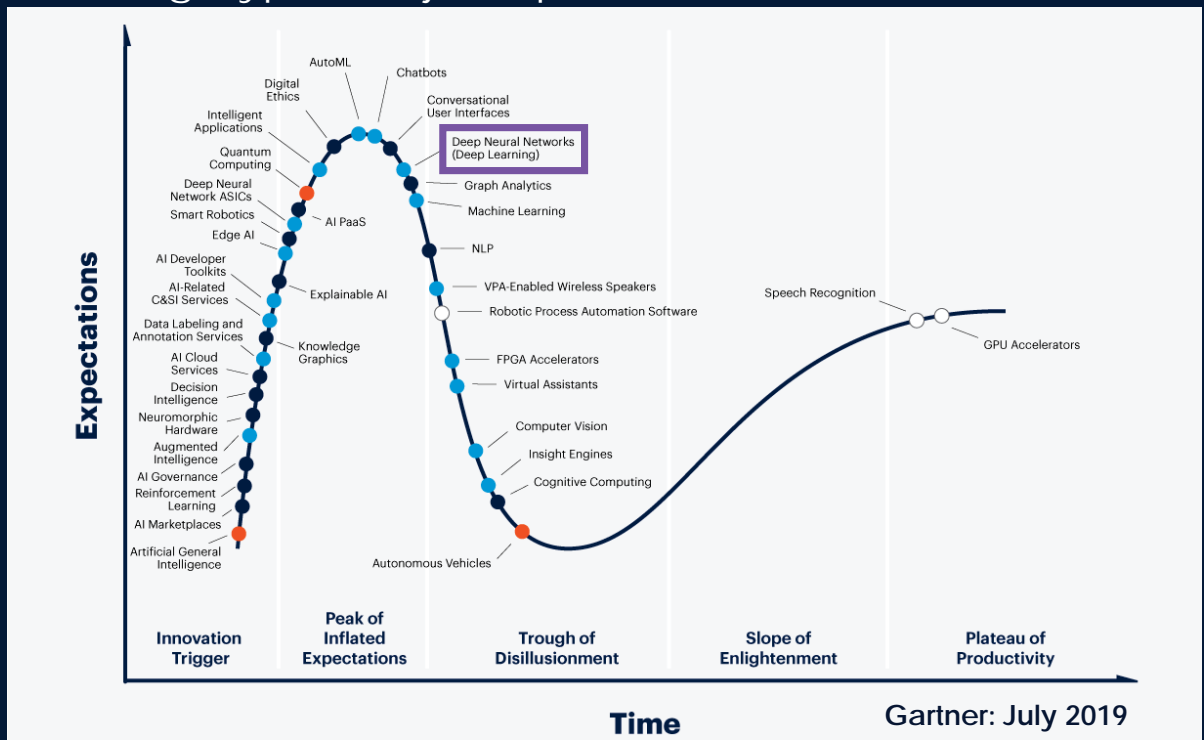 AutoML
Chatbots
Digital
Ethics
Conversational
User Interfaces
Intelligent
Applications
Deep Neural Networks
(Deep Learning)
Quantum
Computing
Graph Analytics
Deep Neural
Network ASICs
Machine Learning
Smart Robotics
AI PaaS
Edge AI
NLP
AI Developer
Toolkits
VPA-Enabled Wireless Speakers
AI-Related
C&SI Services
Explainable AI
Robotic Process Automation Software
Speech Recognition
Data Labeling and
Annotation Services
Knowledge
Graphics
GPU Accelerators
AI Cloud
Services
FPGA Accelerators
Decision
Intelligence
Virtual Assistants
Neuromorphic
Hardware
Augmented
Intelligence
Computer Vision
AI Governance
Insight Engines
Reinforcement
Learning
Cognitive Computing
AI Marketplaces
Artificial General
Intelligence
Autonomous Vehicles
Expectations
Innovation
Trigger
Peak of
Inflated
Expectations
Trough of
Disillusionment
Slope of
Enlightenment
Plateau of
Productivity
Time
Gartner: July 2019